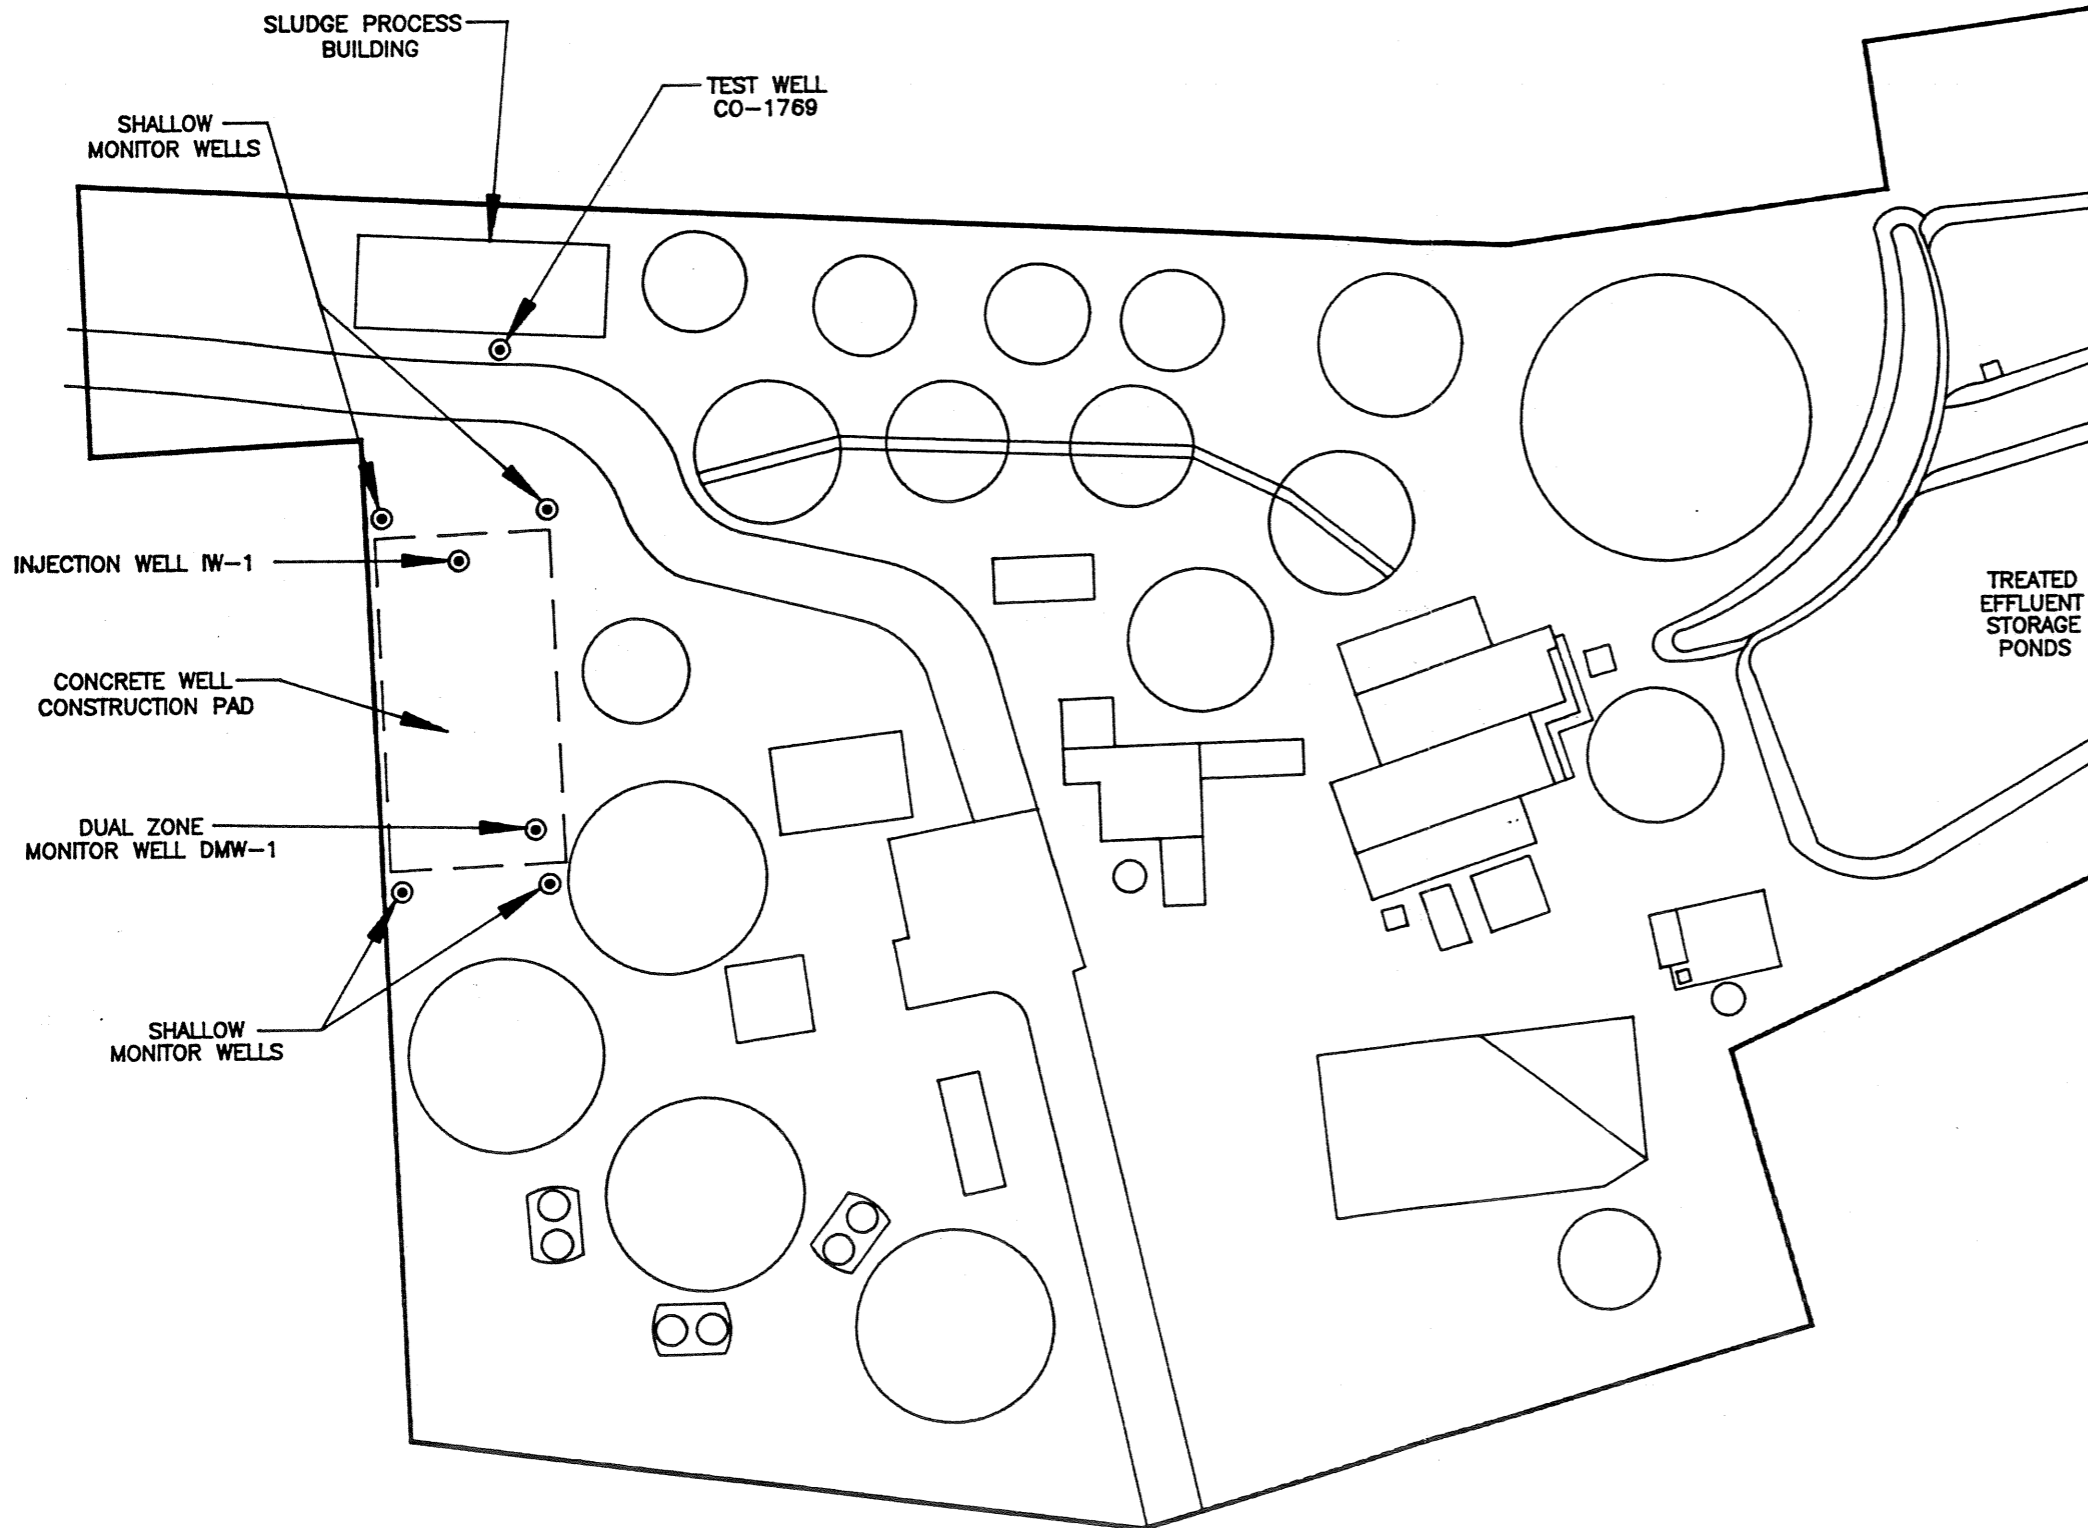 SLUDGE PROCESS
BUILDING
TEST WELL
CO-1769
SHALLOW
MONITOR WELLS
INJECTION WELL IW-1
TREATED
EFFLUENT
STORAGE
PONDS
CONCRETE WELL
CONSTRUCTION PAD
DUAL ZONE
MONITOR WELL DMW-1
SHALLOW
MONITOR WELLS